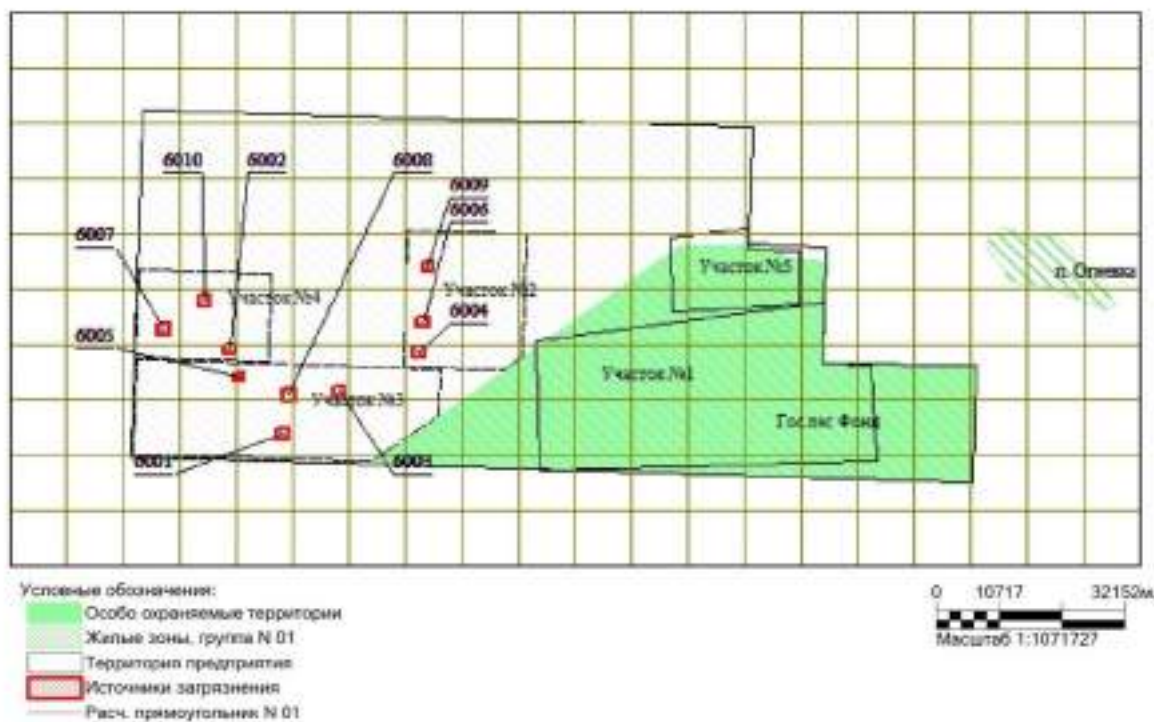 6010
6002
6008
6009
6006
6007
Участок №5
п. Огневка
Участок №4
Участок №2
6004
6005
Участок №1
Участок №3
Гос.лес Фонд
6001
6003
Условные обозначения:
Особо охраняемые территории
Жилые зоны, группа N 01
Территория предприятия
Источники загрязнения
Расч. прямоугольник N 01
0 10717 32152м
Масштаб 1:1071727